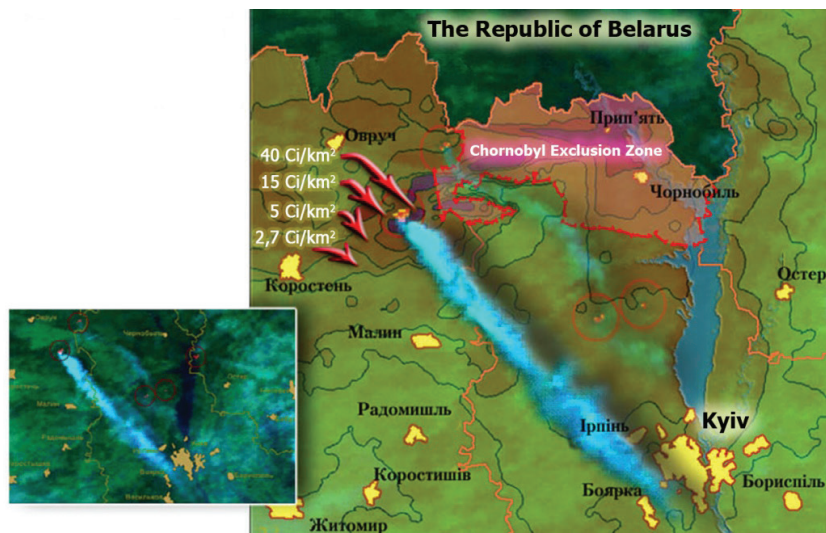 The Republic of Belarus
Прип’ять
Овруч
Chornobyl Exclusion Zone
40 Ci/km²
15 Ci/km²
5 Ci/km²
2,7 Ci/km²
Чорнобиль
Коростень
Остер
Малин
Радомишль
Ірпінь
Kyiv
Коростишів
Боярка
Бориспіль
Житомир